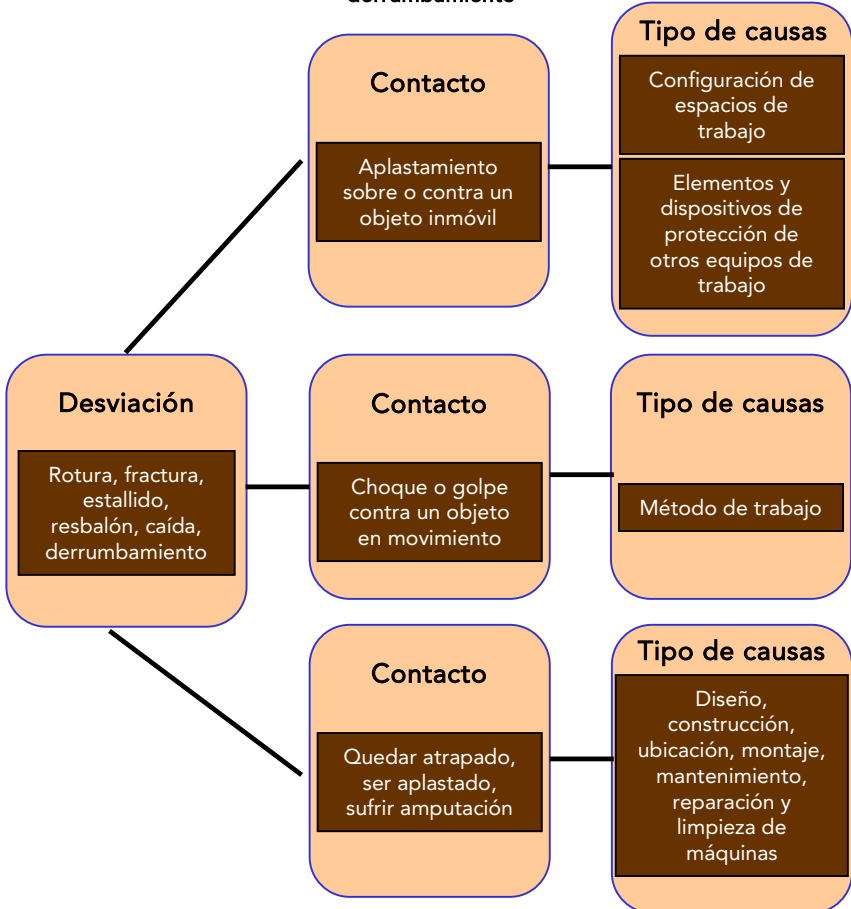 derrumbamiento
Contacto
Aplastamiento
sobre o contra un
objeto inmóvil
Tipo de causas
Configuración de
espacios de
trabajo
Elementos y
dispositivos de
protección de
otros equipos de
trabajo
Desviación
Rotura, fractura,
estallido,
resbalón, caída,
derrumbamiento
Contacto
Choque o golpe
contra un objeto
en movimiento
Tipo de causas
Método de trabajo
Contacto
Quedar atrapado,
ser aplastado,
sufrir amputación
Tipo de causas
Diseño,
construcción,
ubicación, montaje,
mantenimiento,
reparación y
limpieza de
máquinas